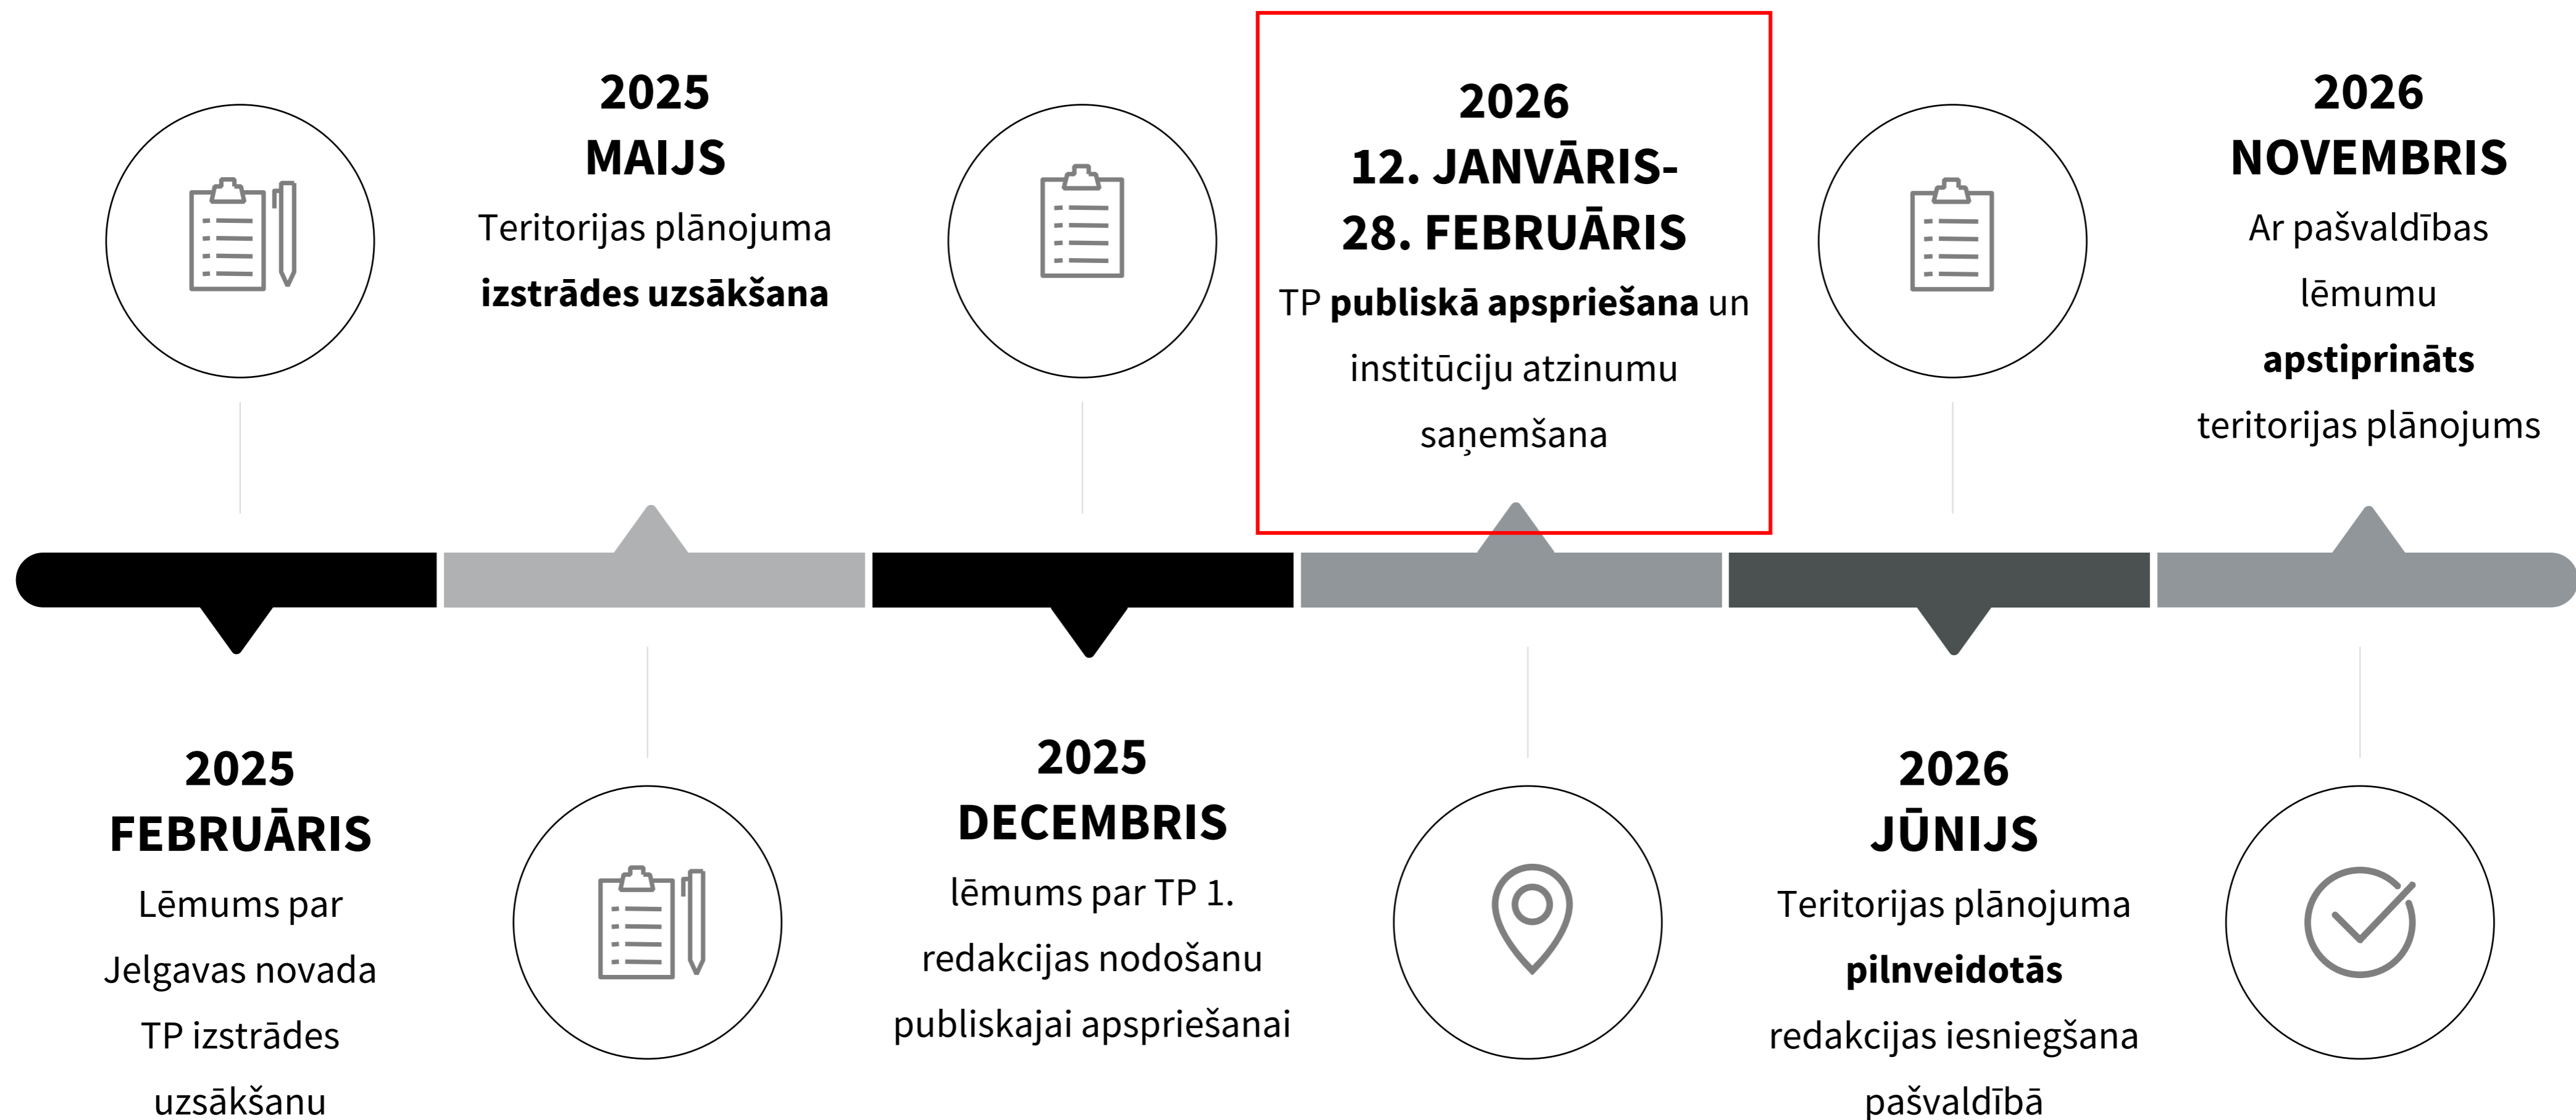 2025
MAIJS
Teritorijas plānojuma
izstrādes uzsākšana
2026
12. JANVĀRIS-
28. FEBRUĀRIS
TP publiskā apspriešana un
institūciju atzinumu
saņemšana
2026
NOVEMBRIS
Ar pašvaldības
lēmumu
apstiprināts
teritorijas plānojums
2025
FEBRUĀRIS
Lēmums par
Jelgavas novada
TP izstrādes
uzsākšanu
2025
DECEMBRIS
lēmums par TP 1.
redakcijas nodošanu
publiskajai apspriešanai
2026
JŪNIJS
Teritorijas plānojuma
pilnveidotās
redakcijas iesniegšana
pašvaldībā